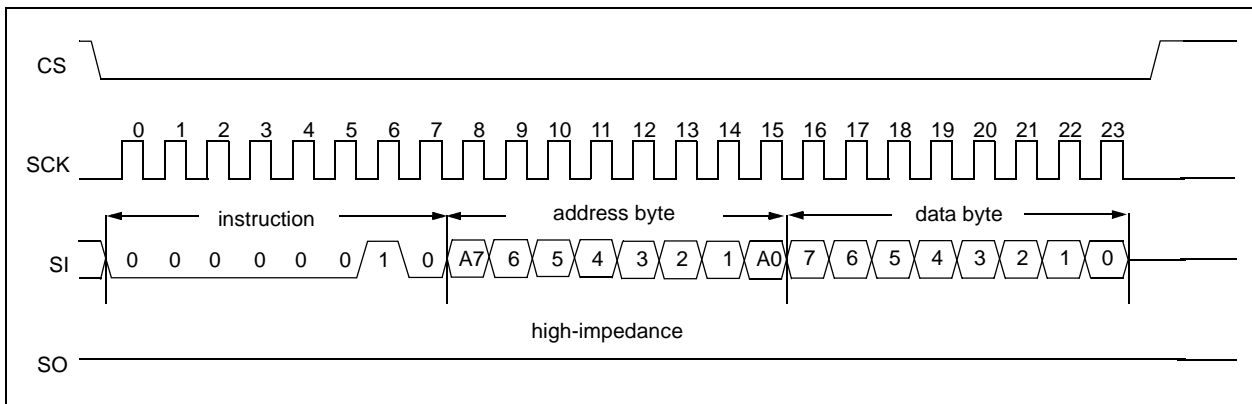 CS
0 1 2 3 4 5 6 7 8 9 10 11 12 13 14 15 16 17 18 19 20 21 22 23
SCK
instruction address byte data byte
SI 0 0 0 0 0 0 1 0 A7 6 5 4 3 2 1 A0 7 6 5 4 3 2 1 0
high-impedance
SO